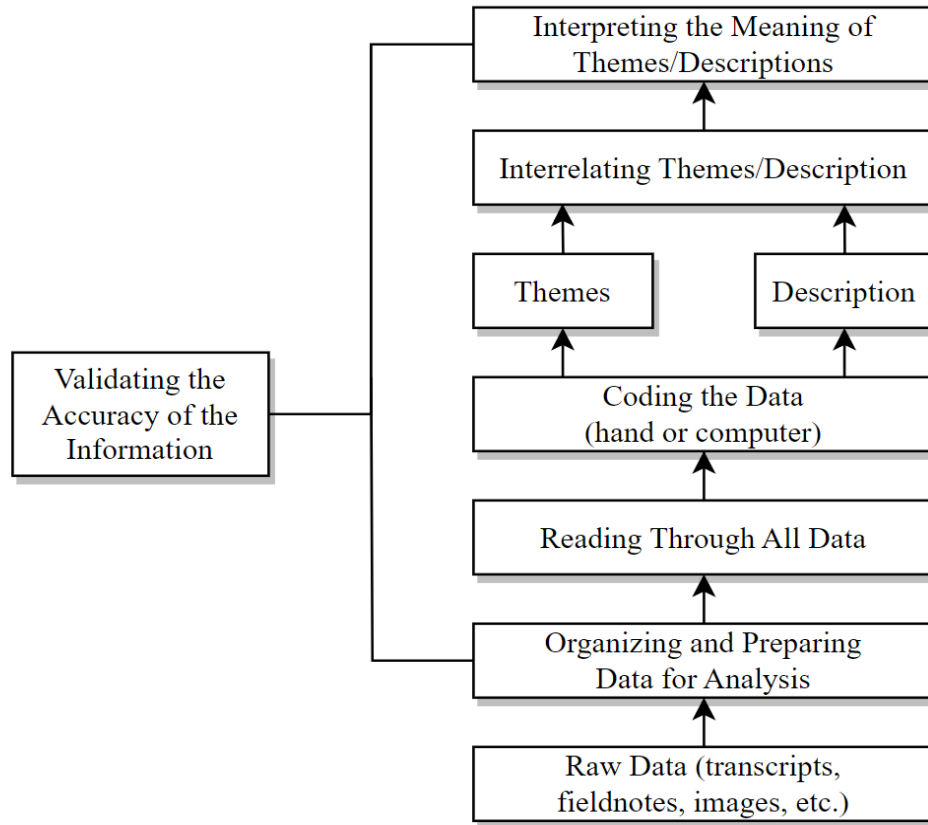 Interpreting the Meaning of
Themes/Descriptions
Interrelating Themes/Description
Themes
Description
Validating the
Accuracy of the
Information
Coding the Data
(hand or computer)
Reading Through All Data
Organizing and Preparing
Data for Analysis
Raw Data (transcripts,
fieldnotes, images, etc.)